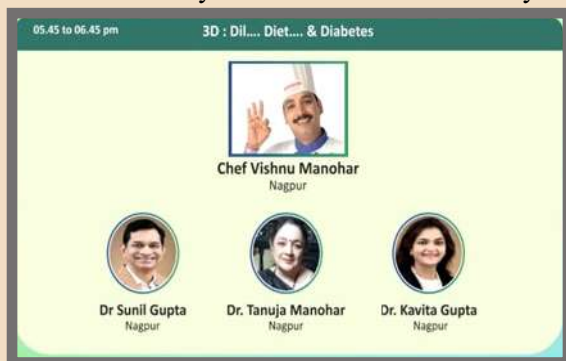 05.45 to 06.45 pm
3D : Dil.... Diet.... & Diabetes
Chef Vishnu Manohar
Nagpur
Dr Sunil Gupta
Nagpur
Dr. Tanuja Manohar
Nagpur
Dr. Kavita Gupta
Nagpur